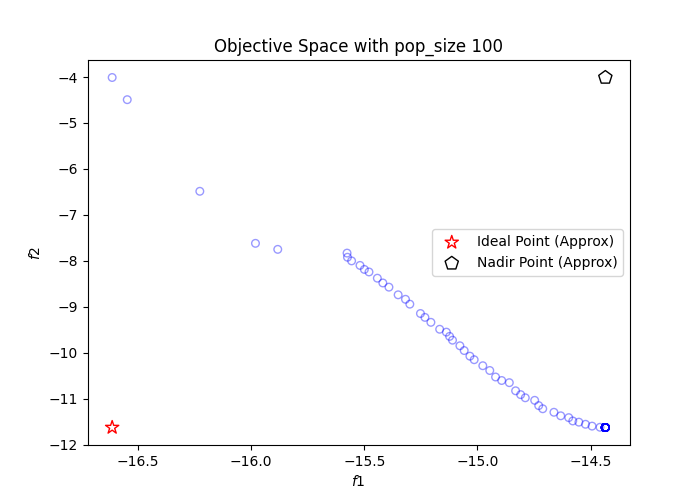 Objective Space with pop_size 100
−4
−5
−6
−7
−8
−9
−10
−11
−12
f2
Ideal Point (Approx)
Nadir Point (Approx)
−16.5
−16.0
−15.5
−15.0
−14.5
f1